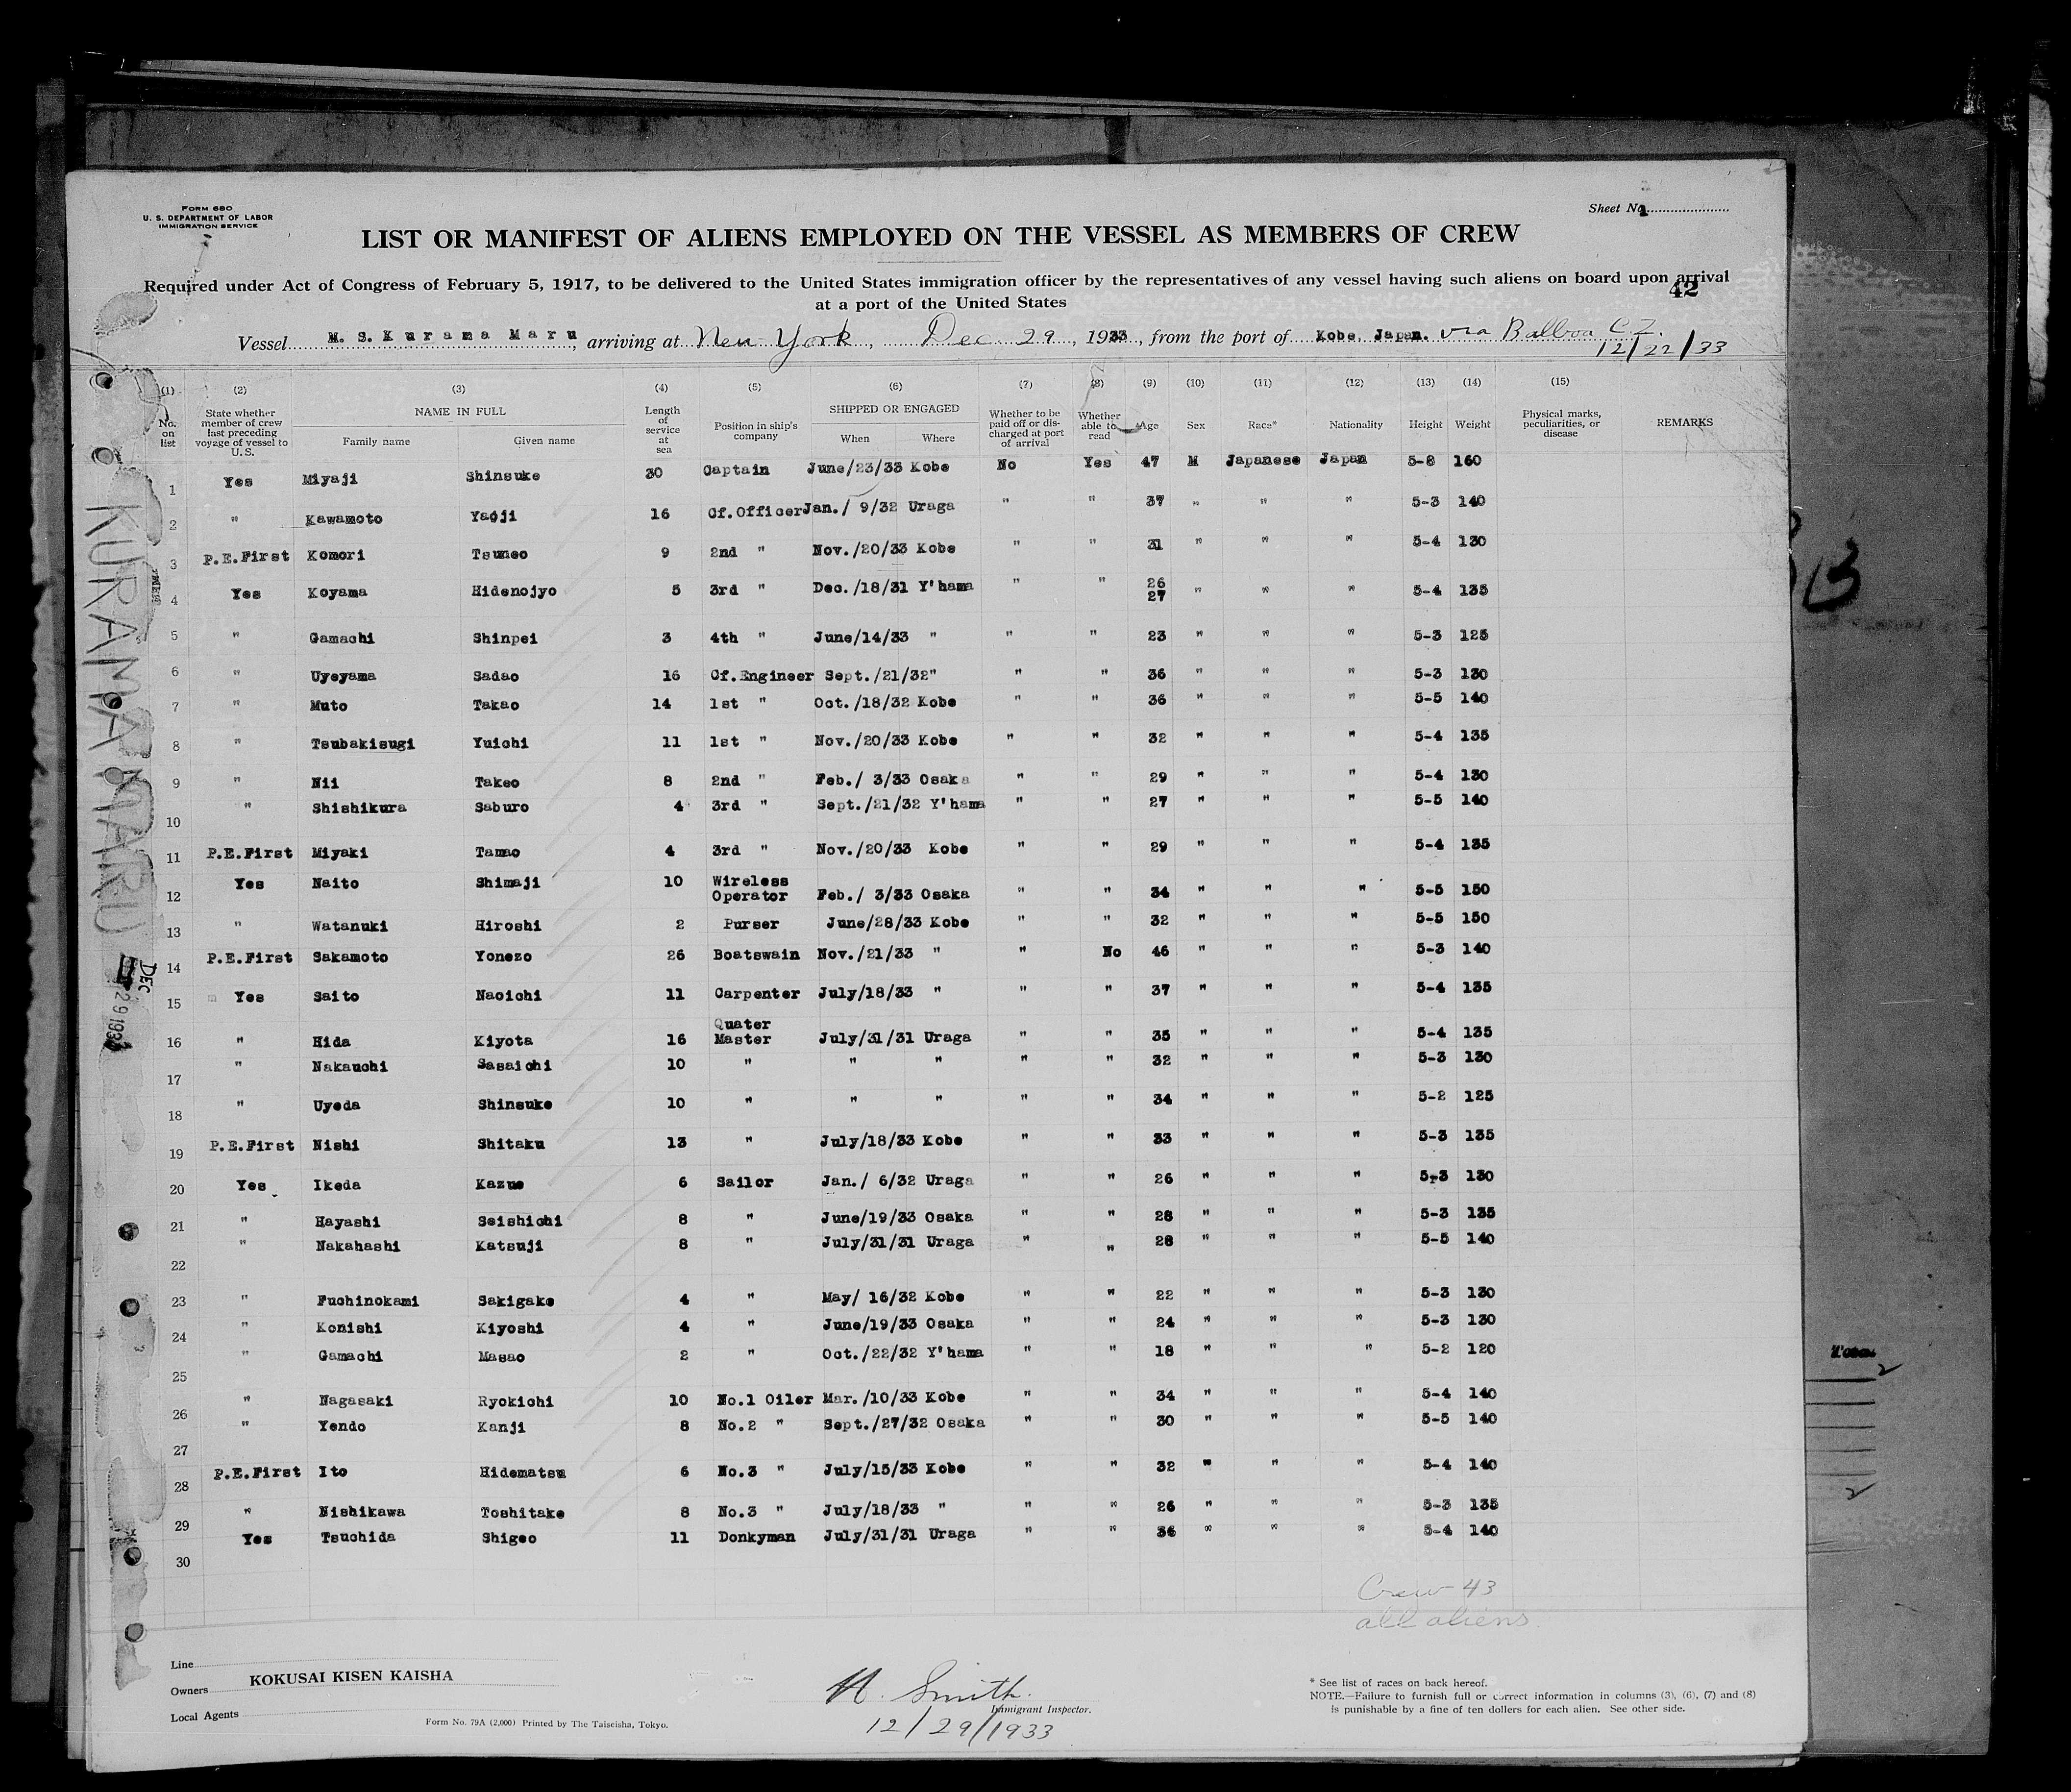 FORM 680
U. S. DEPARTMENT OF LABOR
IMMIGRATION SERVICE
Sheet No.
LIST OR MANIFEST OF ALIENS EMPLOYED ON THE VESSEL AS MEMBERS OF CREW
Required under Act of Congress of February 5, 1917, to be delivered to the United States immigration officer by the representatives of any vessel having such aliens on board upon arrival
at a port of the United States
42
Vessel M. S. Kurama Maru, arriving at New York, Dec 29, 1933, from the port of Kobe, Japan. via Balboa C.Z.
12/22/33
(1) (2) (3) (4) (5) (6) (7) (8) (9) (10) (11) (12) (13) (14) (15)
No. on list | State whether member of crew last preceding voyage of vessel to U. S. | NAME IN FULL Family name Given name | Length of service at sea | Position in ship's company | SHIPPED OR ENGAGED When Where | Whether to be paid off or discharged at port of arrival | Whether able to read | Age | Sex | Race* | Nationality | Height | Weight | Physical marks, peculiarities, or disease | REMARKS
1 Yes Miyaji Shinsuke 30 Captain June/23/33 Kobe No Yes 47 M Japanese Japan 5-8 160
2 " Kawamoto Yaoji 16 Cf.Officer Jan./ 9/32 Uraga " " 37 " " " 5-3 140
3 P.E.First Komori Tsuneo 9 2nd " Nov./20/33 Kobe " " 31 " " " 5-4 130
4 Yes Koyama Hidenojyo 5 3rd " Dec./18/31 Y'hama " " 26 27 " " " 5-4 135
5 " Gamachi Shinpei 3 4th " June/14/33 " " " 23 " " " 5-3 125
6 " Uyeyama Sadao 16 Cf.Engineer Sept./21/32 " " " 36 " " " 5-3 130
7 " Muto Takao 14 1st " Oct./18/32 Kobe " " 36 " " " 5-5 140
8 " Tsubakisugi Yuichi 11 1st " Nov./20/33 Kobe " " 32 " " " 5-4 135
9 " Nii Takeo 8 2nd " Feb./ 3/33 Osaka " " 29 " " " 5-4 130
10 " Shishikura Saburo 4 3rd " Sept./21/32 Y'hama " " 27 " " " 5-5 140
11 P.E.First Miyaki Tamao 4 3rd " Nov./20/33 Kobe " " 29 " " " 5-4 135
12 Yes Naito Shimaji 10 Wireless Operator Feb./ 3/33 Osaka " " 34 " " " 5-5 150
13 " Watanuki Hiroshi 2 Purser June/28/33 Kobe " " 32 " " " 5-5 150
14 P.E.First Sakamoto Yonezo 26 Boatswain Nov./21/33 " " No 46 " " " 5-3 140
15 Yes Saito Naoichi 11 Carpenter July/18/33 " " " 37 " " " 5-4 135
16 " Hida Kiyota 16 Quater Master July/31/31 Uraga " " 35 " " " 5-4 135
17 " Nakauchi Sasaichi 10 " " " " " 32 " " " 5-3 130
18 " Uyeda Shinsuke 10 " " " " " 34 " " " 5-2 125
19 P.E.First Nishi Shitaku 13 " July/18/33 Kobe " " 33 " " " 5-3 135
20 Yes Ikeda Kazue 6 Sailor Jan./ 6/32 Uraga " " 26 " " " 5-3 130
21 " Hayashi Seishichi 8 " June/19/33 Osaka " " 28 " " " 5-3 135
22 " Nakahashi Katsuji 8 " July/31/31 Uraga " " 28 " " " 5-5 140
23 " Fuchinokami Sakigake 4 " May/ 16/32 Kobe " " 22 " " " 5-3 130
24 " Konishi Kiyoshi 4 " June/19/33 Osaka " " 24 " " " 5-3 130
25 " Gamachi Masao 2 " Oct./22/32 Y'hama " " 18 " " " 5-2 120
26 " Nagasaki Ryokichi 10 No.1 Oiler Mar./10/33 Kobe " " 34 " " " 5-4 140
27 " Yendo Kanji 8 No.2 " Sept./27/32 Osaka " " 30 " " " 5-5 140
28 P.E.First Ito Hidematsu 6 No.3 " July/15/33 Kobe " " 32 " " " 5-4 140
29 " Nishikawa Toshitake 8 No.3 " July/18/33 " " " 26 " " " 5-3 135
30 Yes Tsuchida Shigeo 11 Donkyman July/31/31 Uraga " " 36 " " " 5-4 140
KURAMA MARU
DEC 29 1933
Crew 43
all aliens
Line
Owners KOKUSAI KISEN KAISHA
Local Agents
Form No. 79A (2,000) Printed by The Taiseisha, Tokyo.
H. Smith
Immigrant Inspector.
12/29/1933
* See list of races on back hereof.
NOTE.—Failure to furnish full or correct information in columns (3), (6), (7) and (8)
is punishable by a fine of ten dollars for each alien. See other side.